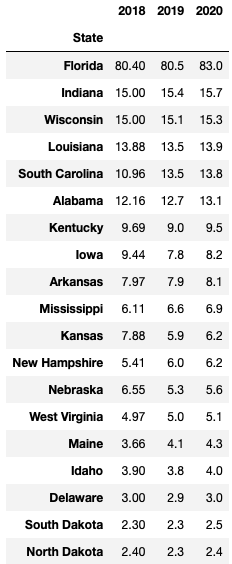 2018 2019 2020
State
Florida 80.40 80.5 83.0
Indiana 15.00 15.4 15.7
Wisconsin 15.00 15.1 15.3
Louisiana 13.88 13.5 13.9
South Carolina 10.96 13.5 13.8
Alabama 12.16 12.7 13.1
Kentucky 9.69 9.0 9.5
Iowa 9.44 7.8 8.2
Arkansas 7.97 7.9 8.1
Mississippi 6.11 6.6 6.9
Kansas 7.88 5.9 6.2
New Hampshire 5.41 6.0 6.2
Nebraska 6.55 5.3 5.6
West Virginia 4.97 5.0 5.1
Maine 3.66 4.1 4.3
Idaho 3.90 3.8 4.0
Delaware 3.00 2.9 3.0
South Dakota 2.30 2.3 2.5
North Dakota 2.40 2.3 2.4